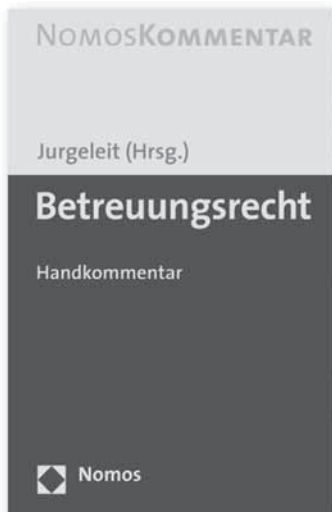 NOMOSKOMMENTAR
Jurgeleit (Hrsg.)
Betreuungsrecht
Handkommentar
Nomos